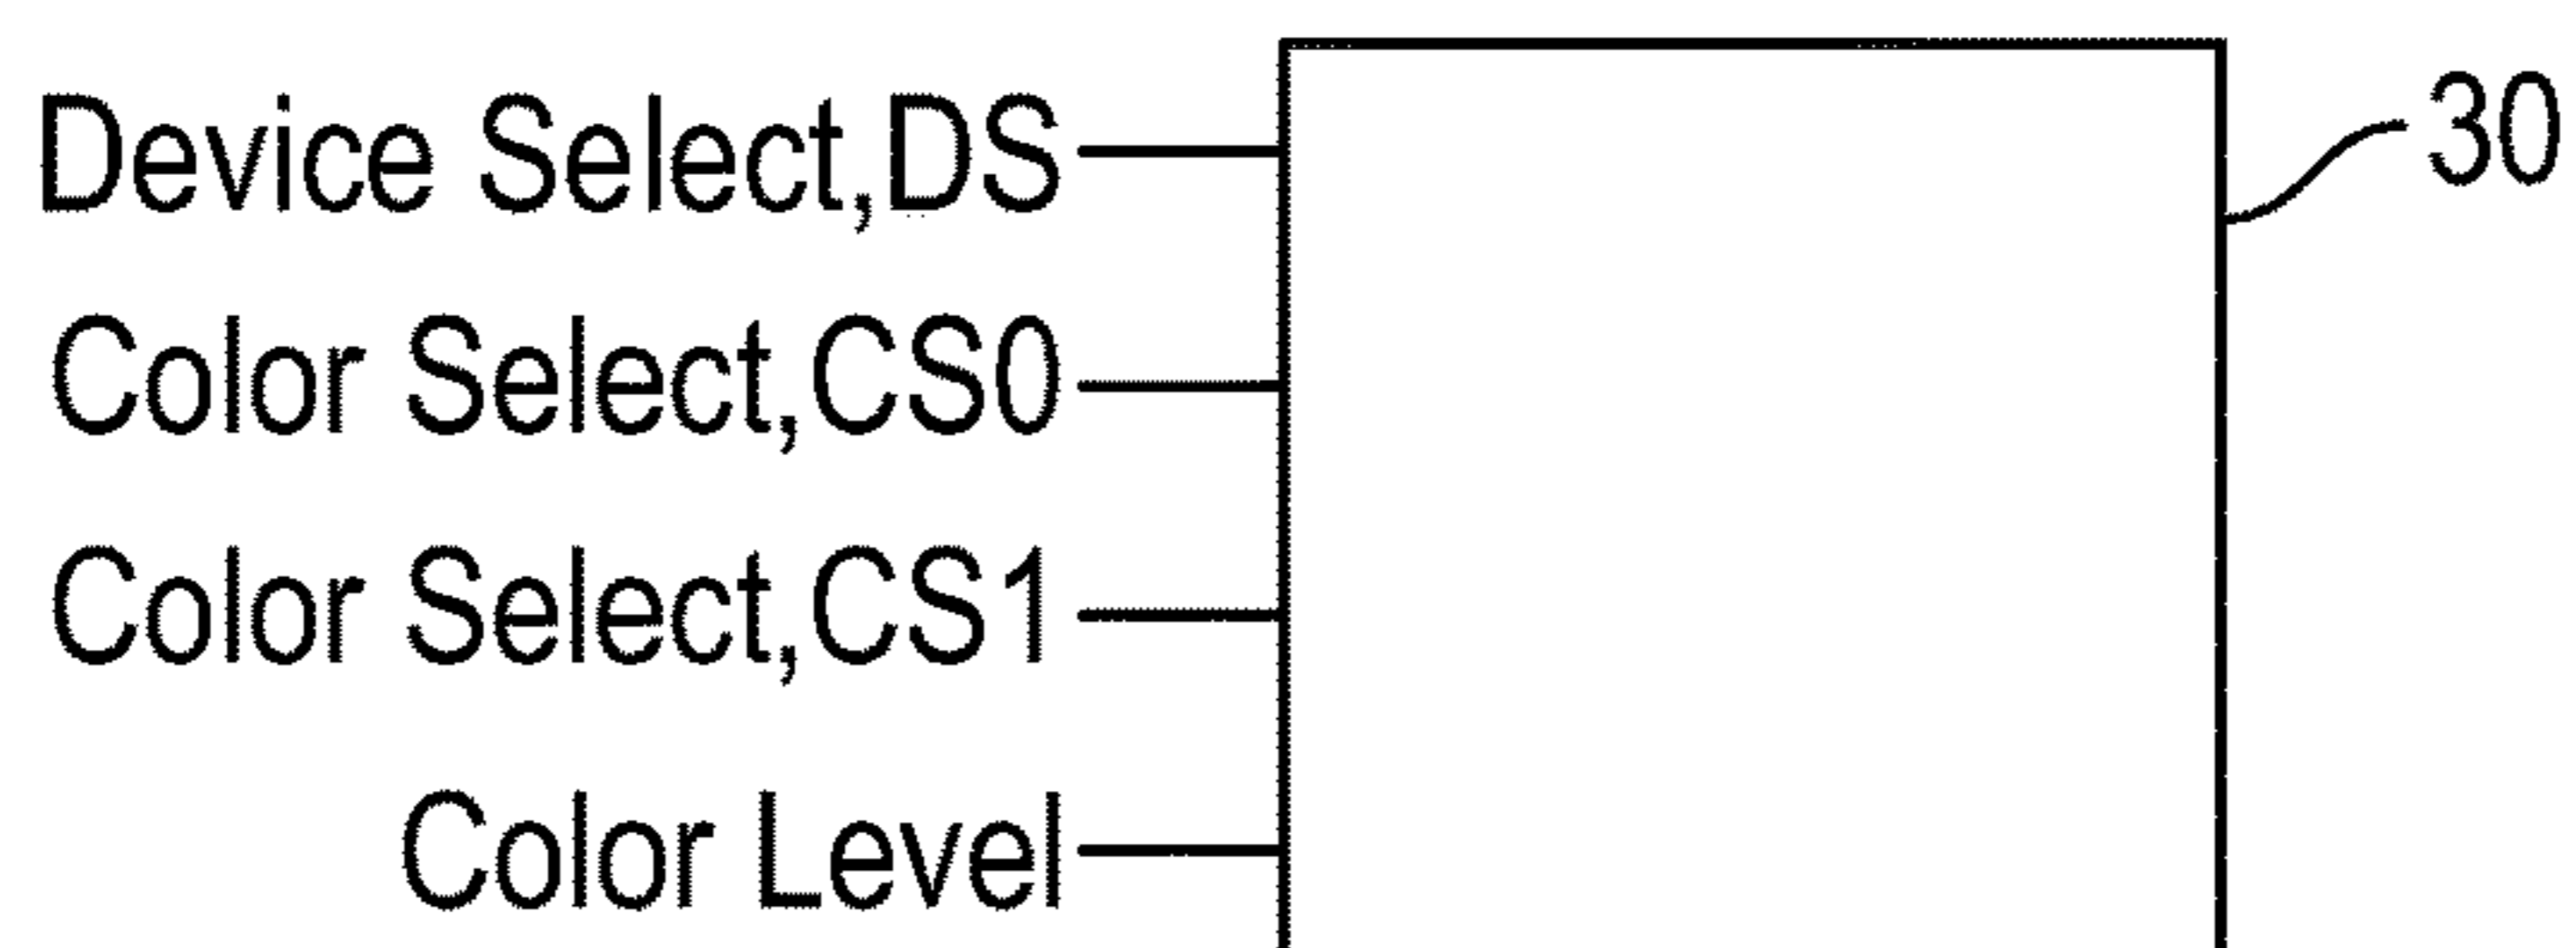 Device Select,DS
30
Color Select,CS0
Color Select,CS1
Color Level